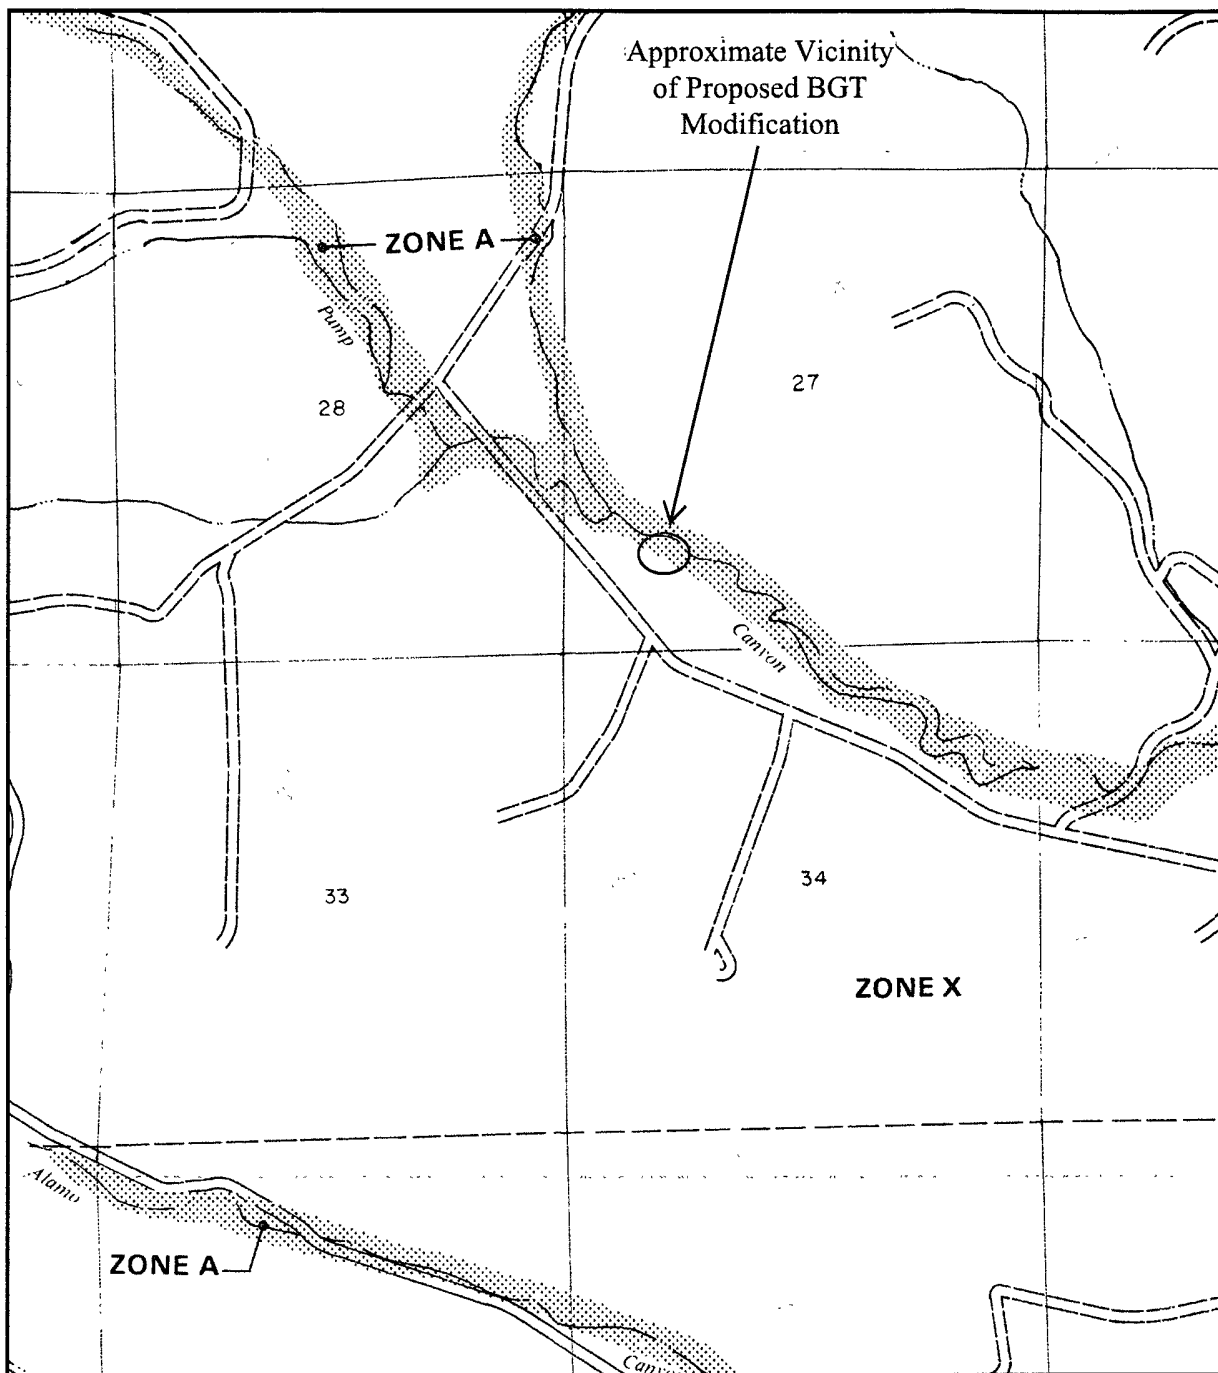 Approximate Vicinity
of Proposed BGT
Modification
ZONE A
Pump
28
27
Canyon
33
34
ZONE X
Alamo
ZONE A